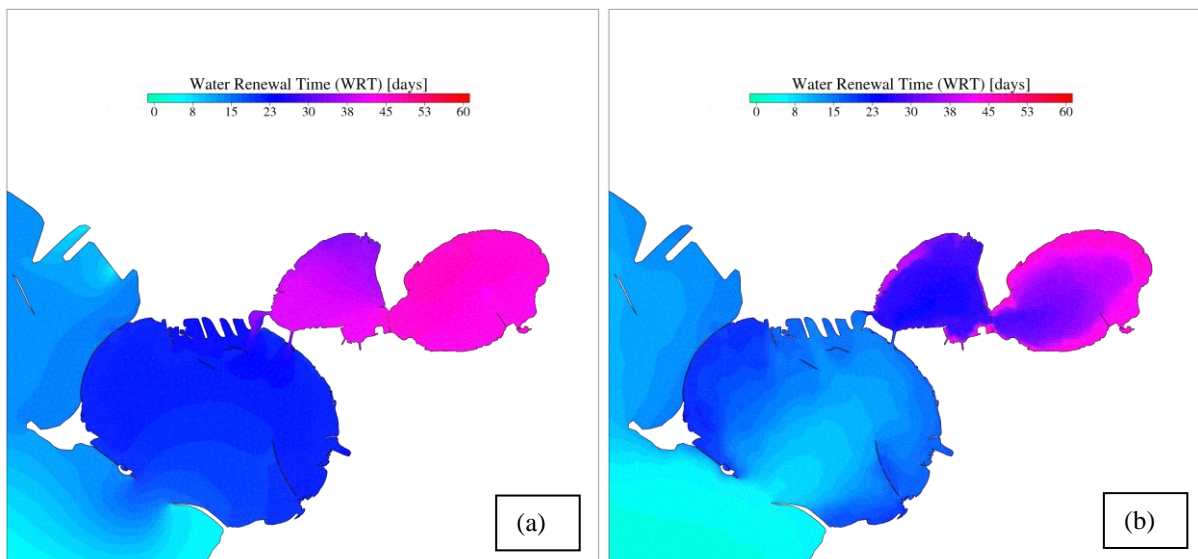 Water Renewal Time (WRT) [days]
0 8 15 23 30 38 45 53 60
(a)
Water Renewal Time (WRT) [days]
0 8 15 23 30 38 45 53 60
(b)